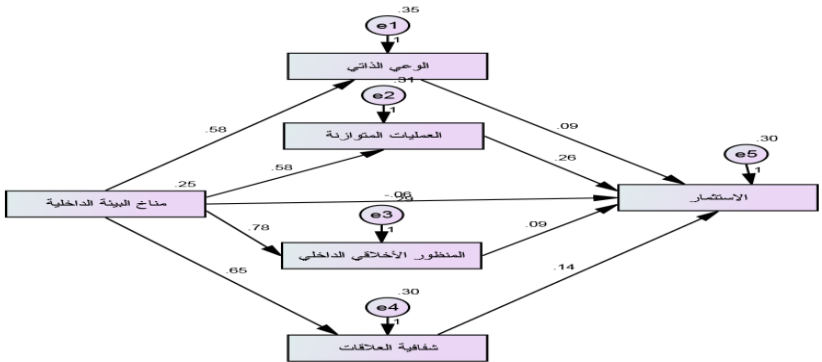 .35
e1
1
الوعي الذاتي
.31
e2
1
.58
العمليات المتوازنة
.09
.58
.26
.30
e5
1
.25
مناخ البيئة الداخلية
-.06
الاستثمار
.29
e3
1
.78
المنظور الأخلاقي الداخلي
.09
.65
.14
.30
e4
1
شفافية العلاقات